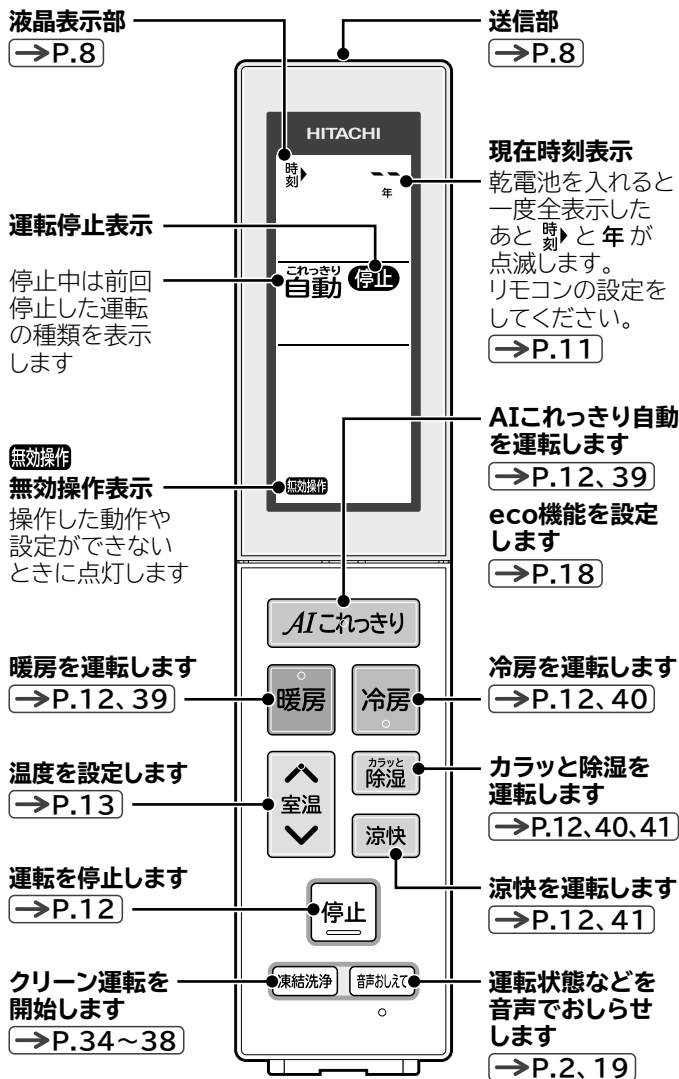 液晶表示部
→P.8
送信部
→P.8
HITACHI
時刻
--
年
現在時刻表示
乾電池を入れると
一度全表示した
あと 時刻 と 年 が
点滅します。
リモコンの設定を
してください。
→P.11
運転停止表示
停止中は前回
停止した運転
の種類を表示
します
これっきり
自動 停止
無効操作
無効操作表示
操作した動作や
設定ができない
ときに点灯します
無効操作
AIこれっきり自動
を運転します
→P.12、39
eco機能を設定
します
→P.18
AIこれっきり
暖房を運転します
→P.12、39
暖房
冷房
冷房を運転します
→P.12、40
温度を設定します
→P.13
室温
カラッと
除湿
カラッと除湿を
運転します
→P.12、40、41
涼快
涼快を運転します
→P.12、41
運転を停止します
→P.12
停止
クリーン運転を
開始します
→P.34～38
凍結洗浄
音声おしえて
運転状態などを
音声でおしらせ
します
→P.2、19